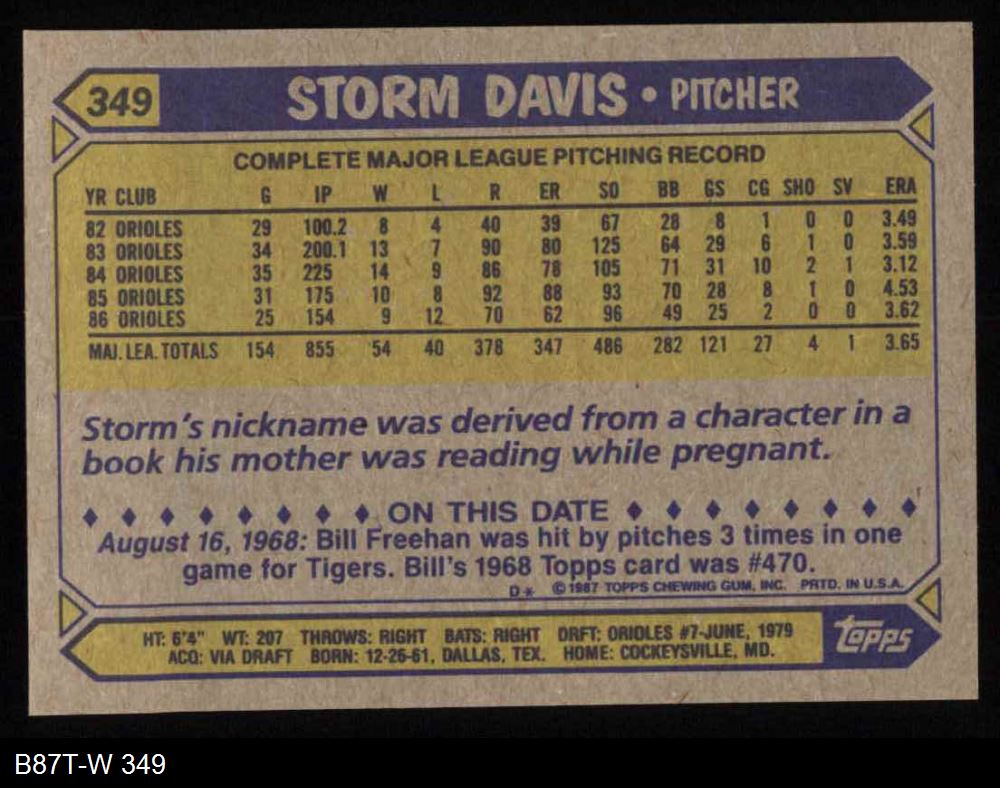 349 STORM DAVIS • PITCHER
COMPLETE MAJOR LEAGUE PITCHING RECORD
YR CLUB G IP W L R ER SO BB GS CG SHO SV ERA
82 ORIOLES 29 100.2 8 4 40 39 67 28 8 1 0 0 3.49
83 ORIOLES 34 200.1 13 7 90 80 125 64 29 6 1 0 3.59
84 ORIOLES 35 225 14 9 86 78 105 71 31 10 2 1 3.12
85 ORIOLES 31 175 10 8 92 88 93 70 28 8 1 0 4.53
86 ORIOLES 25 154 9 12 70 62 96 49 25 2 0 0 3.62
MAJ. LEA. TOTALS 154 855 54 40 378 347 486 282 121 27 4 1 3.65
Storm's nickname was derived from a character in a
book his mother was reading while pregnant.
♦ ♦ ♦ ♦ ♦ ♦ ♦ ♦ ON THIS DATE ♦ ♦ ♦ ♦ ♦ ♦ ♦ ♦
August 16, 1968: Bill Freehan was hit by pitches 3 times in one
game for Tigers. Bill's 1968 Topps card was #470.
D* © 1987 TOPPS CHEWING GUM, INC. PRTD. IN U.S.A.
HT: 6'4" WT: 207 THROWS: RIGHT BATS: RIGHT DRFT: ORIOLES #7-JUNE, 1979
ACQ: VIA DRAFT BORN: 12-26-61, DALLAS, TEX. HOME: COCKEYSVILLE, MD.
topps
B87T-W 349